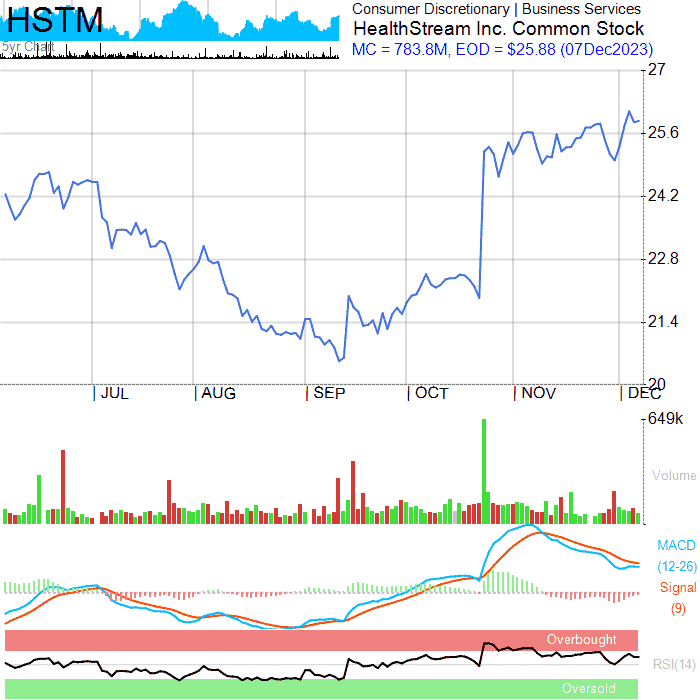 HSTM
5yr Chart
Consumer Discretionary | Business Services
HealthStream Inc. Common Stock
MC = 783.8M, EOD = $25.88 (07Dec2023)
27
25.6
24.2
22.8
21.4
20
JUL
AUG
SEP
OCT
NOV
DEC
649k
Volume
MACD
(12-26)
Signal
(9)
Overbought
RSI(14)
Oversold